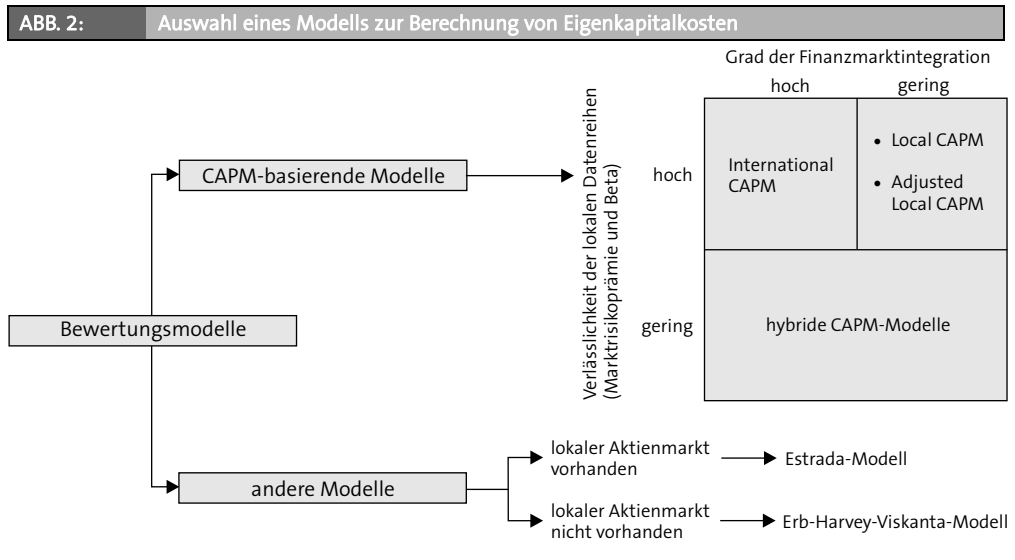 ABB. 2: Auswahl eines Modells zur Berechnung von Eigenkapitalkosten
Grad der Finanzmarktintegration
hoch gering
Verlässlichkeit der lokalen Datenreihen
(Marktrisikoprämie und Beta)
hoch
International
CAPM
• Local CAPM
• Adjusted
Local CAPM
gering
hybride CAPM-Modelle
CAPM-basierende Modelle
Bewertungsmodelle
andere Modelle
lokaler Aktienmarkt
vorhanden
Estrada-Modell
lokaler Aktienmarkt
nicht vorhanden
Erb-Harvey-Viskanta-Modell